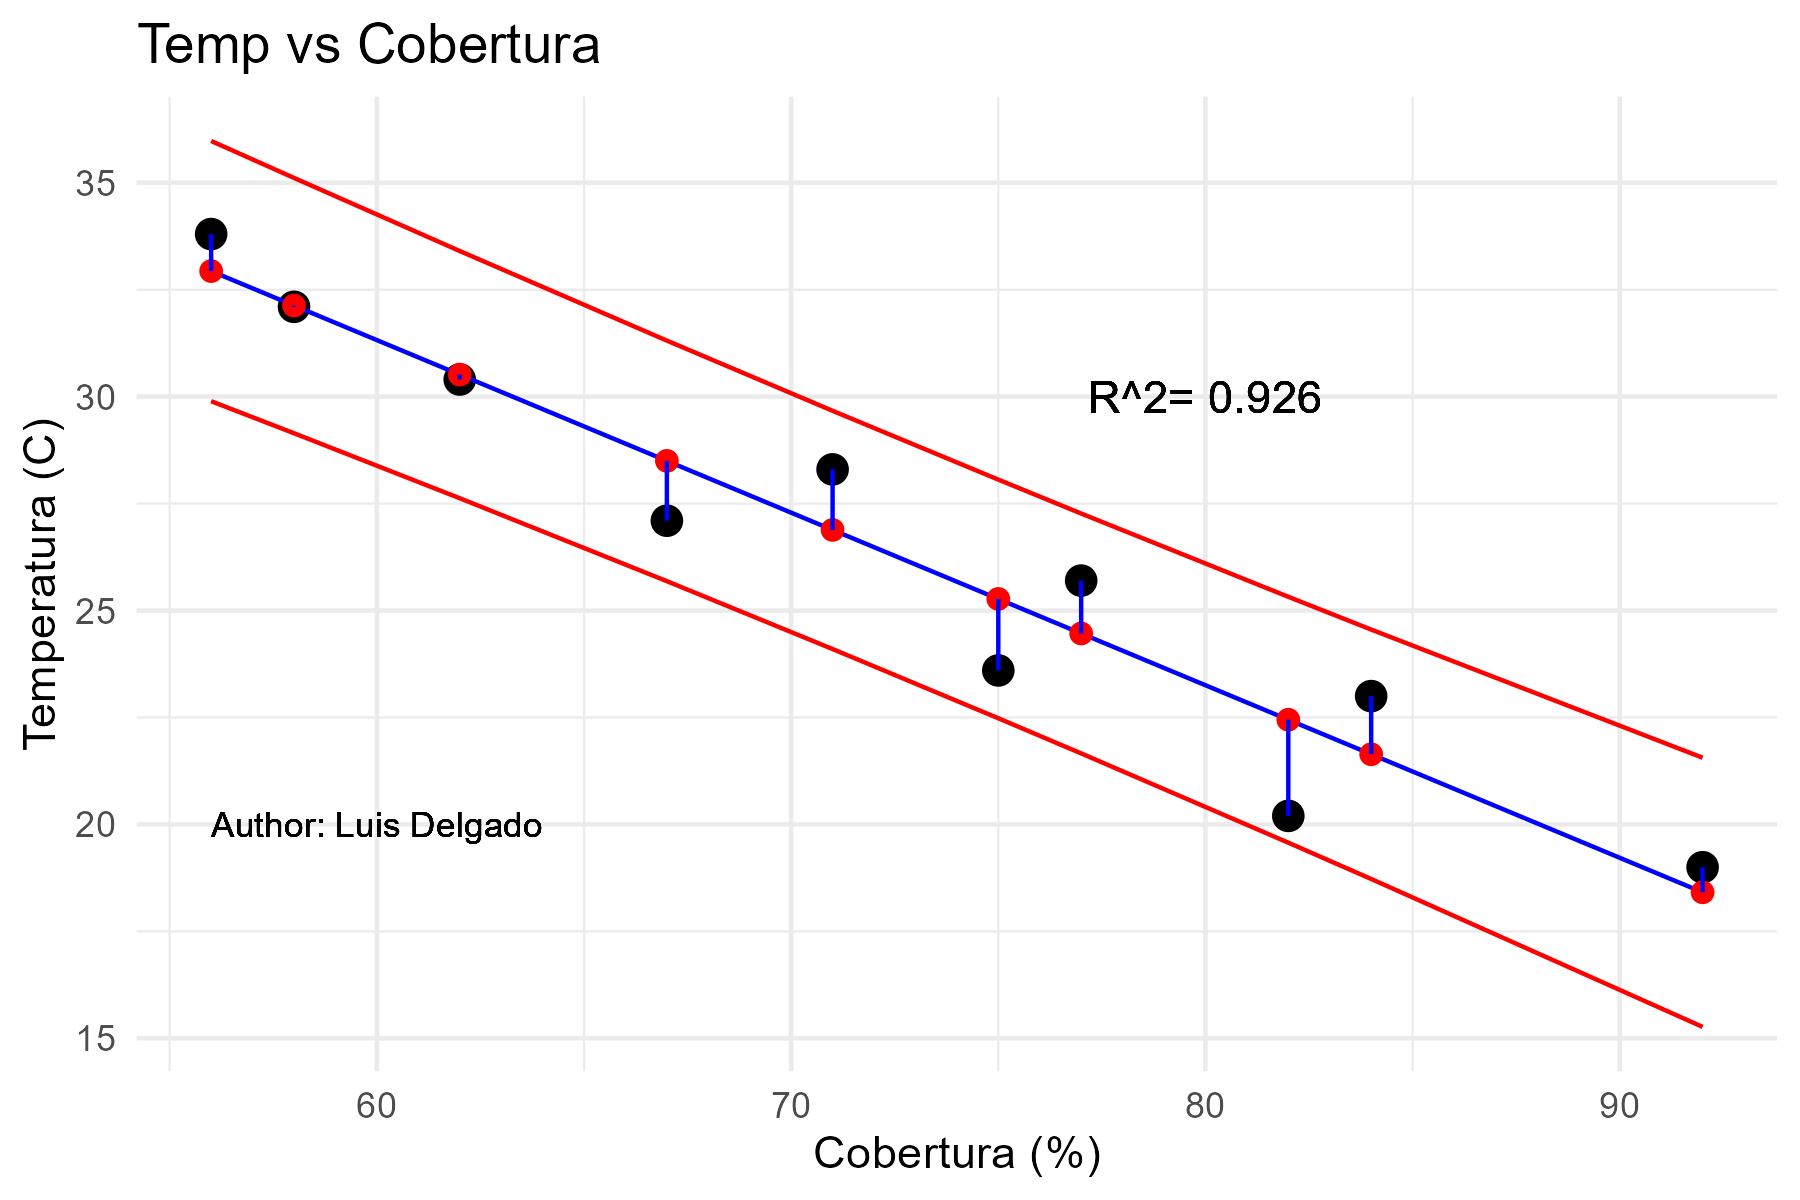 Temp vs Cobertura
35
30
25
20
15
Temperatura (C)
R^2= 0.926
Author: Luis Delgado
60
70
80
90
Cobertura (%)